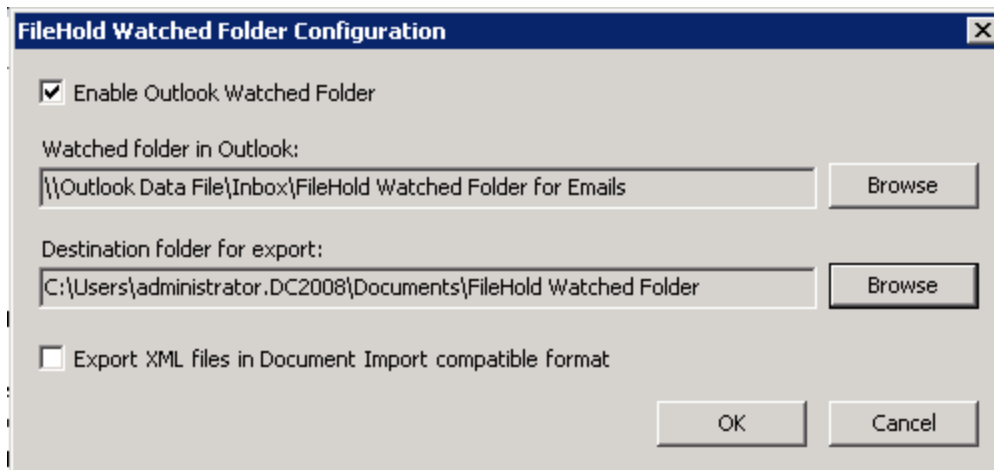 FileHold Watched Folder Configuration
Enable Outlook Watched Folder
Watched folder in Outlook:
\\Outlook Data File\Inbox\FileHold Watched Folder for Emails
Browse
Destination folder for export:
C:\Users\administrator.DC2008\Documents\FileHold Watched Folder
Browse
Export XML files in Document Import compatible format
OK
Cancel